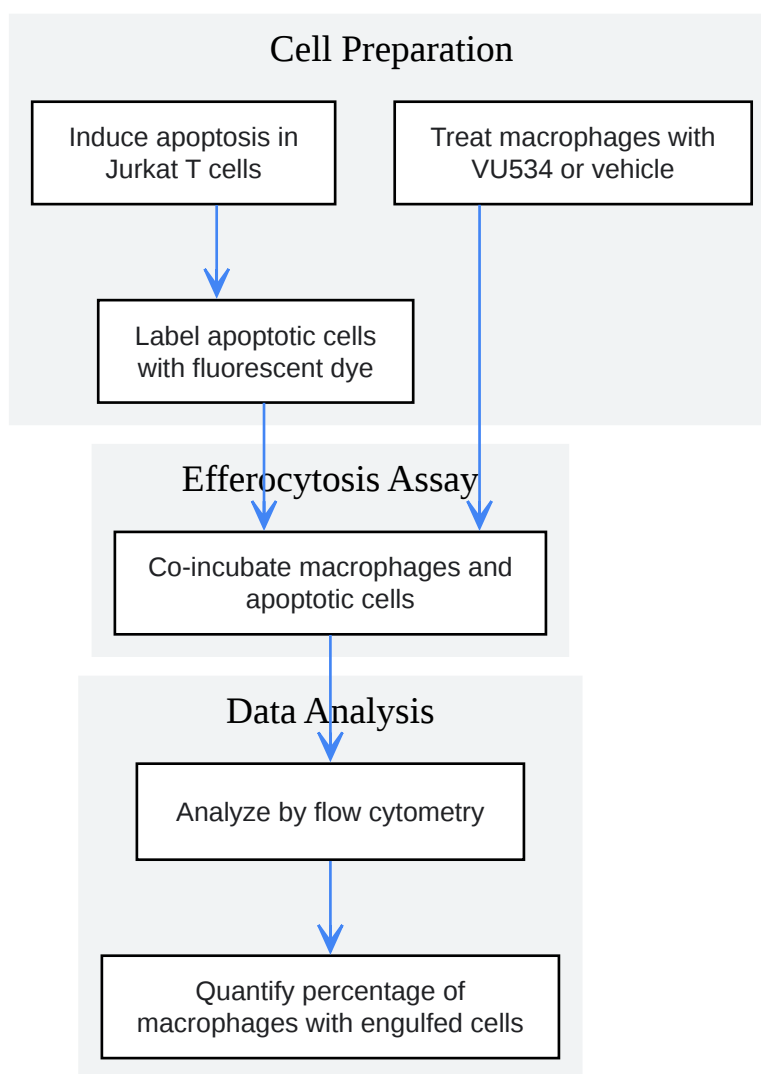 Cell Preparation
Induce apoptosis in
Jurkat T cells
Treat macrophages with
VU534 or vehicle
Label apoptotic cells
with fluorescent dye
Efferocytosis Assay
Co-incubate macrophages and
apoptotic cells
Data Analysis
Analyze by flow cytometry
Quantify percentage of
macrophages with engulfed cells